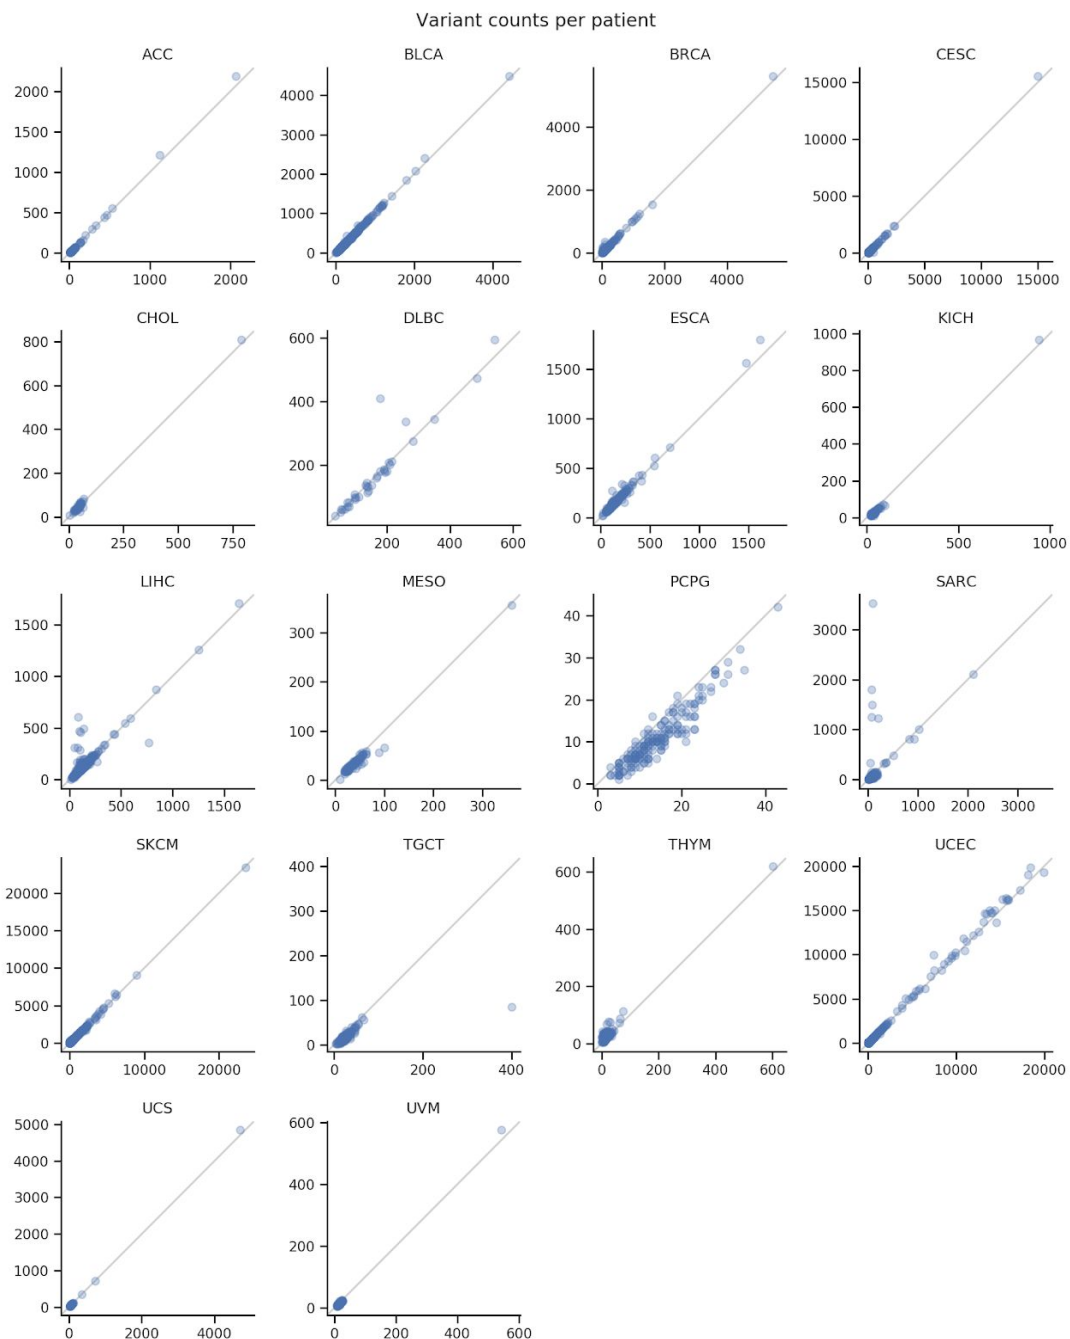 Variant counts per patient
ACC BLCA BRCA CESC
2000 1500 1000 500 0
0 1000 2000
4000 3000 2000 1000 0
0 2000 4000
4000 2000 0
0 2000 4000
15000 10000 5000 0
0 5000 10000 15000
CHOL DLBC ESCA KICH
800 600 400 200 0
0 250 500 750
600 400 200
200 400 600
1500 1000 500 0
0 500 1000 1500
1000 800 600 400 200 0
0 500 1000
LIHC MESO PCPG SARC
1500 1000 500 0
0 500 1000 1500
300 200 100 0
0 100 200 300
40 30 20 10 0
0 20 40
3000 2000 1000 0
0 1000 2000 3000
SKCM TGCT THYM UCEC
20000 15000 10000 5000 0
0 10000 20000
400 300 200 100 0
0 200 400
600 400 200 0
0 200 400 600
20000 15000 10000 5000 0
0 10000 20000
UCS UVM
5000 4000 3000 2000 1000 0
0 2000 4000
600 400 200 0
0 200 400 600